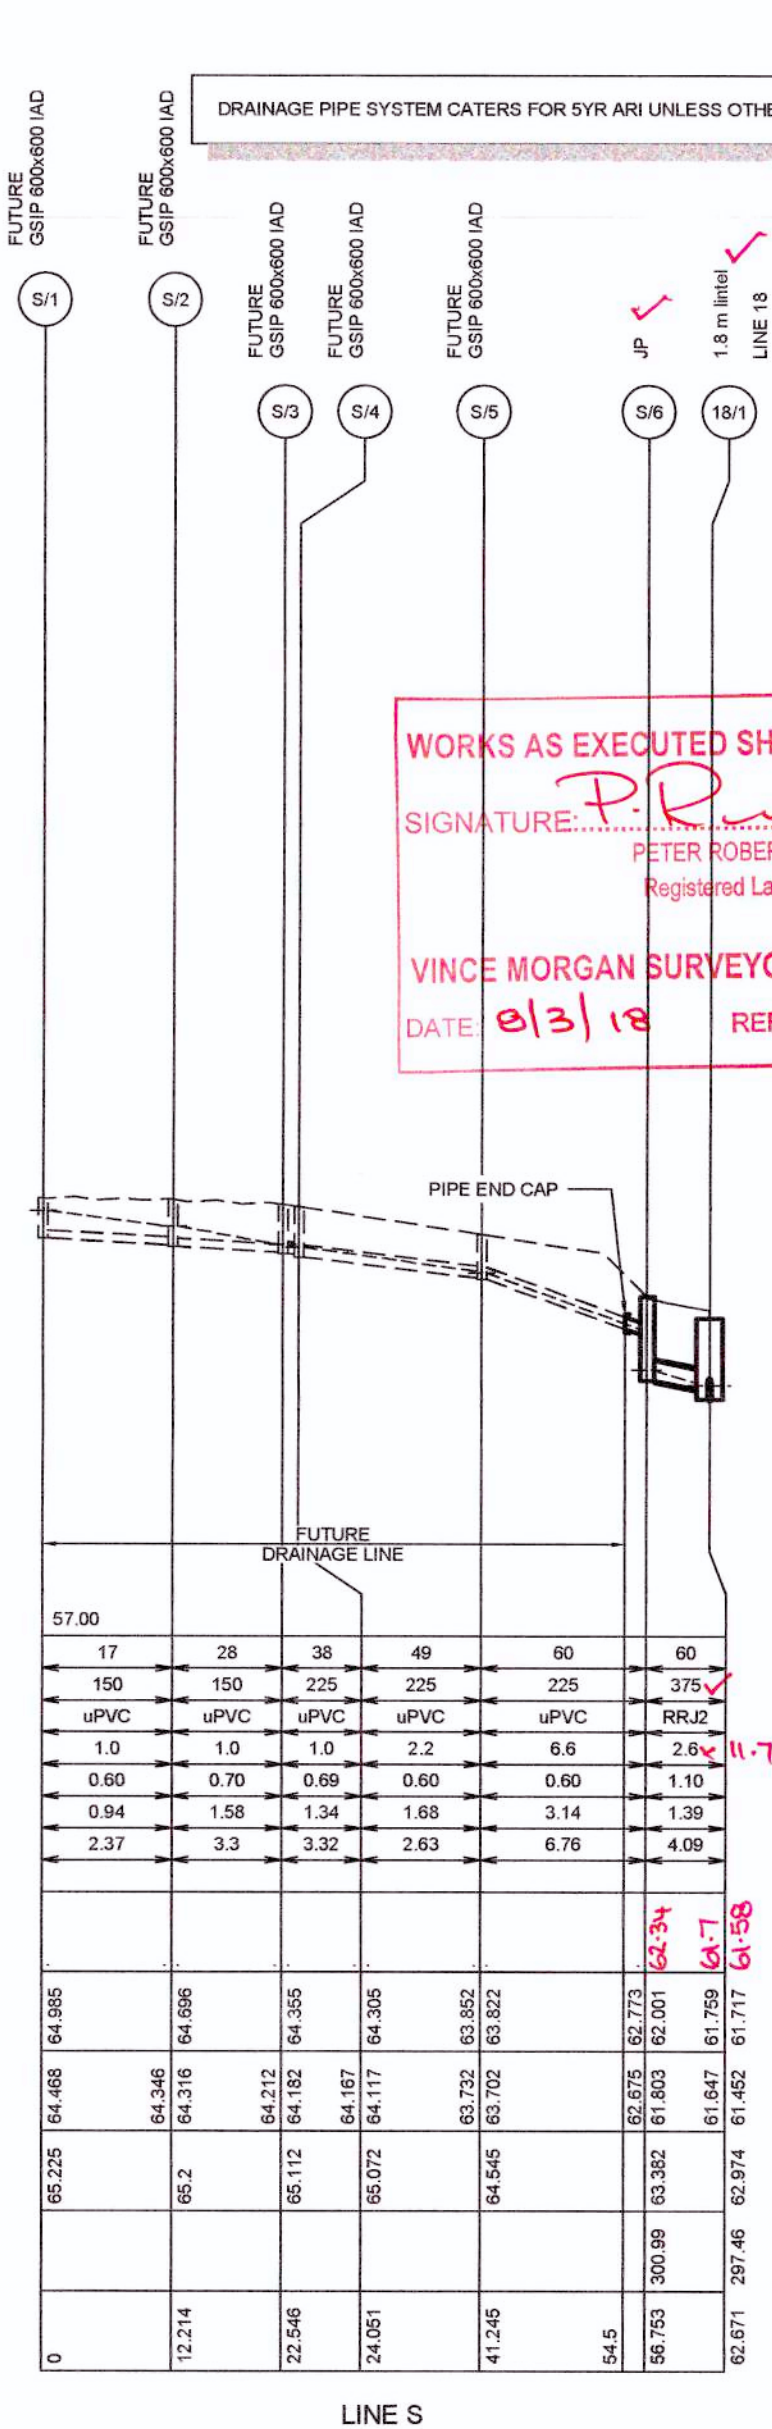 DRAINAGE PIPE SYSTEM CATERS FOR 5YR ARI UNLESS OTHE
FUTURE
GSIP 600x600 IAD
S/1
FUTURE
GSIP 600x600 IAD
S/2
FUTURE
GSIP 600x600 IAD
S/3
FUTURE
GSIP 600x600 IAD
S/4
FUTURE
GSIP 600x600 IAD
S/5
JP
S/6
1.8 m lintel
LINE 18
18/1
WORKS AS EXECUTED SH
SIGNATURE:
PETER ROBER
Registered La
VINCE MORGAN SURVEYO
DATE: 8/3/18 REF
PIPE END CAP
FUTURE
DRAINAGE LINE
57.00
17 28 38 49 60 60
150 150 225 225 225 375
uPVC uPVC uPVC uPVC uPVC RRJ2
1.0 1.0 1.0 2.2 6.6 2.6 11.7
0.60 0.70 0.69 0.60 0.60 1.10
0.94 1.58 1.34 1.68 3.14 1.39
2.37 3.3 3.32 2.63 6.76 4.09
62.34 61.7 61.58
64.985 64.696 64.355 64.305 63.852 63.822 62.773 62.001 61.759 61.717
64.468 64.346 64.316 64.212 64.182 64.167 64.117 63.732 63.702 62.675 61.803 61.647 61.452
65.225 65.2 65.112 65.072 64.545 63.382 62.974
300.99 297.46
0 12.214 22.546 24.051 41.245 54.5 56.753 62.671
LINE S